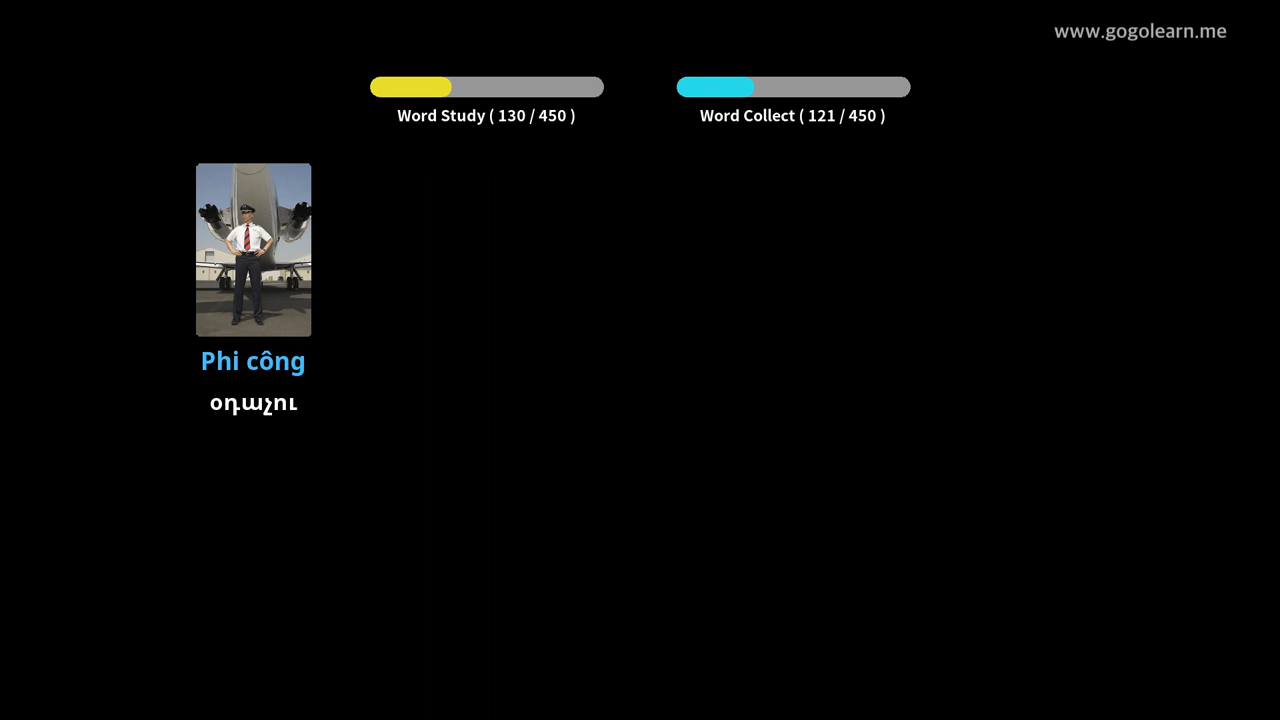 www.gogolearn.me
Word Study ( 130 / 450 )
Word Collect ( 121 / 450 )
Phi công
օդաչու